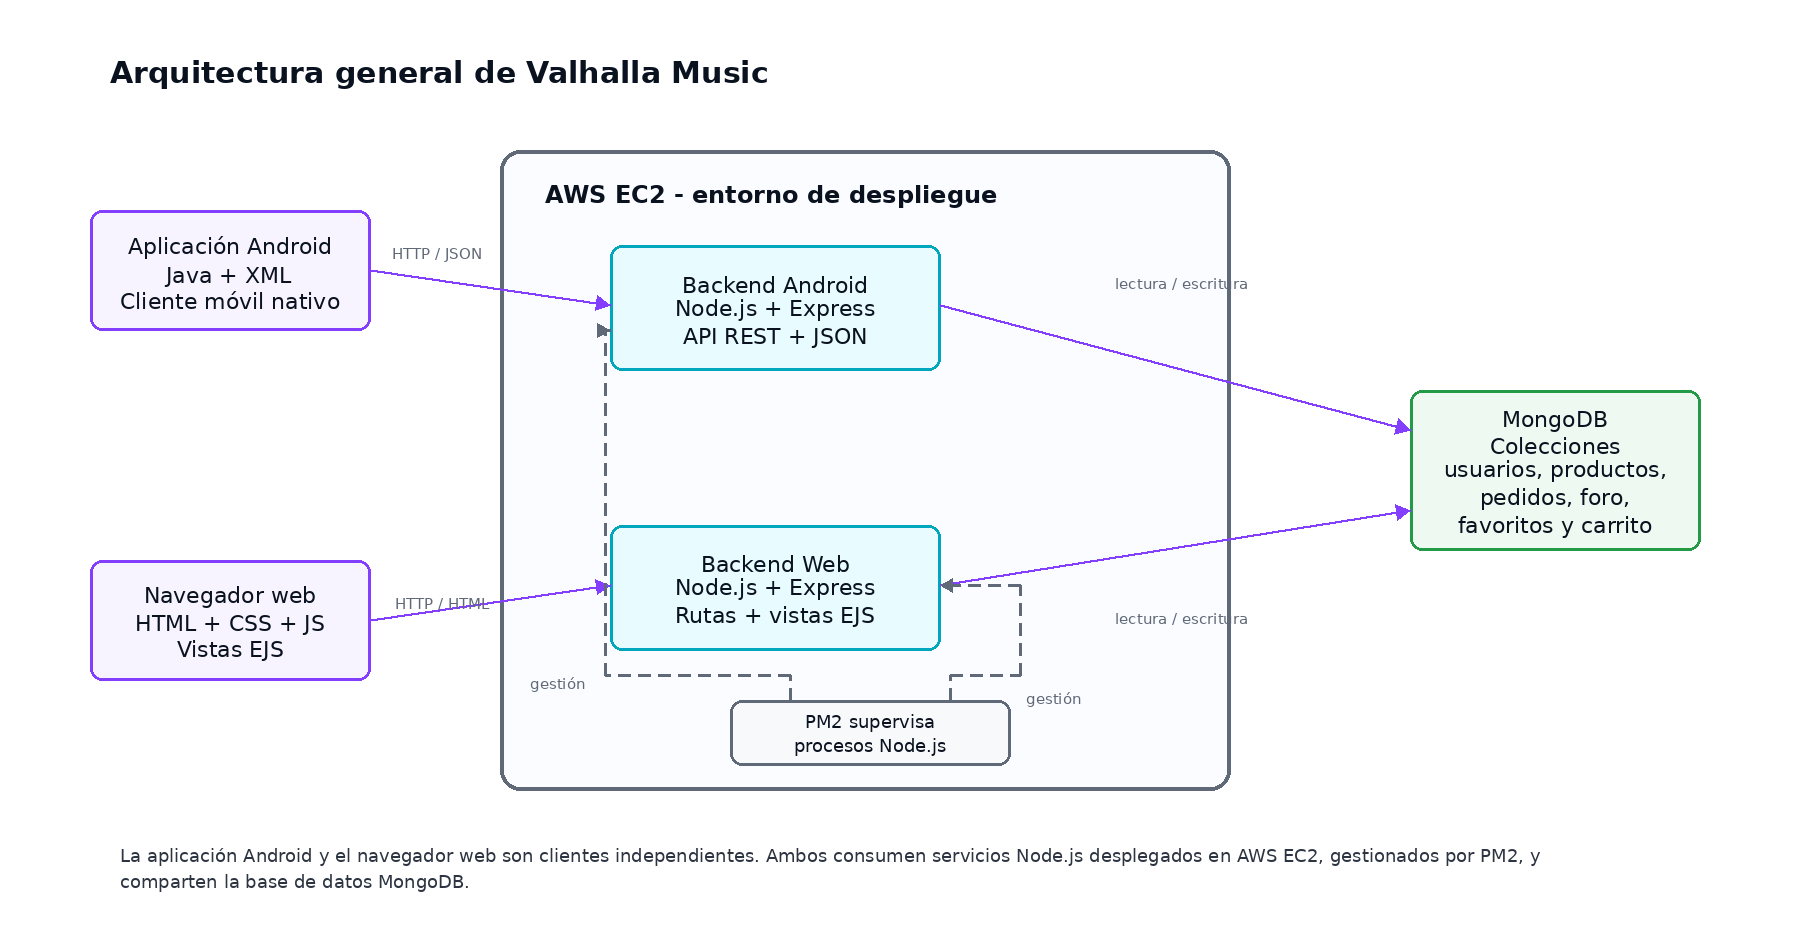 Arquitectura general de Valhalla Music
AWS EC2 - entorno de despliegue
Aplicación Android
Java + XML
Cliente móvil nativo
HTTP / JSON
Backend Android
Node.js + Express
API REST + JSON
lectura / escritura
MongoDB
Colecciones
usuarios, productos,
pedidos, foro,
favoritos y carrito
Navegador web
HTML + CSS + JS
Vistas EJS
HTTP / HTML
Backend Web
Node.js + Express
Rutas + vistas EJS
lectura / escritura
gestión
gestión
PM2 supervisa
procesos Node.js
La aplicación Android y el navegador web son clientes independientes. Ambos consumen servicios Node.js desplegados en AWS EC2, gestionados por PM2, y
comparten la base de datos MongoDB.